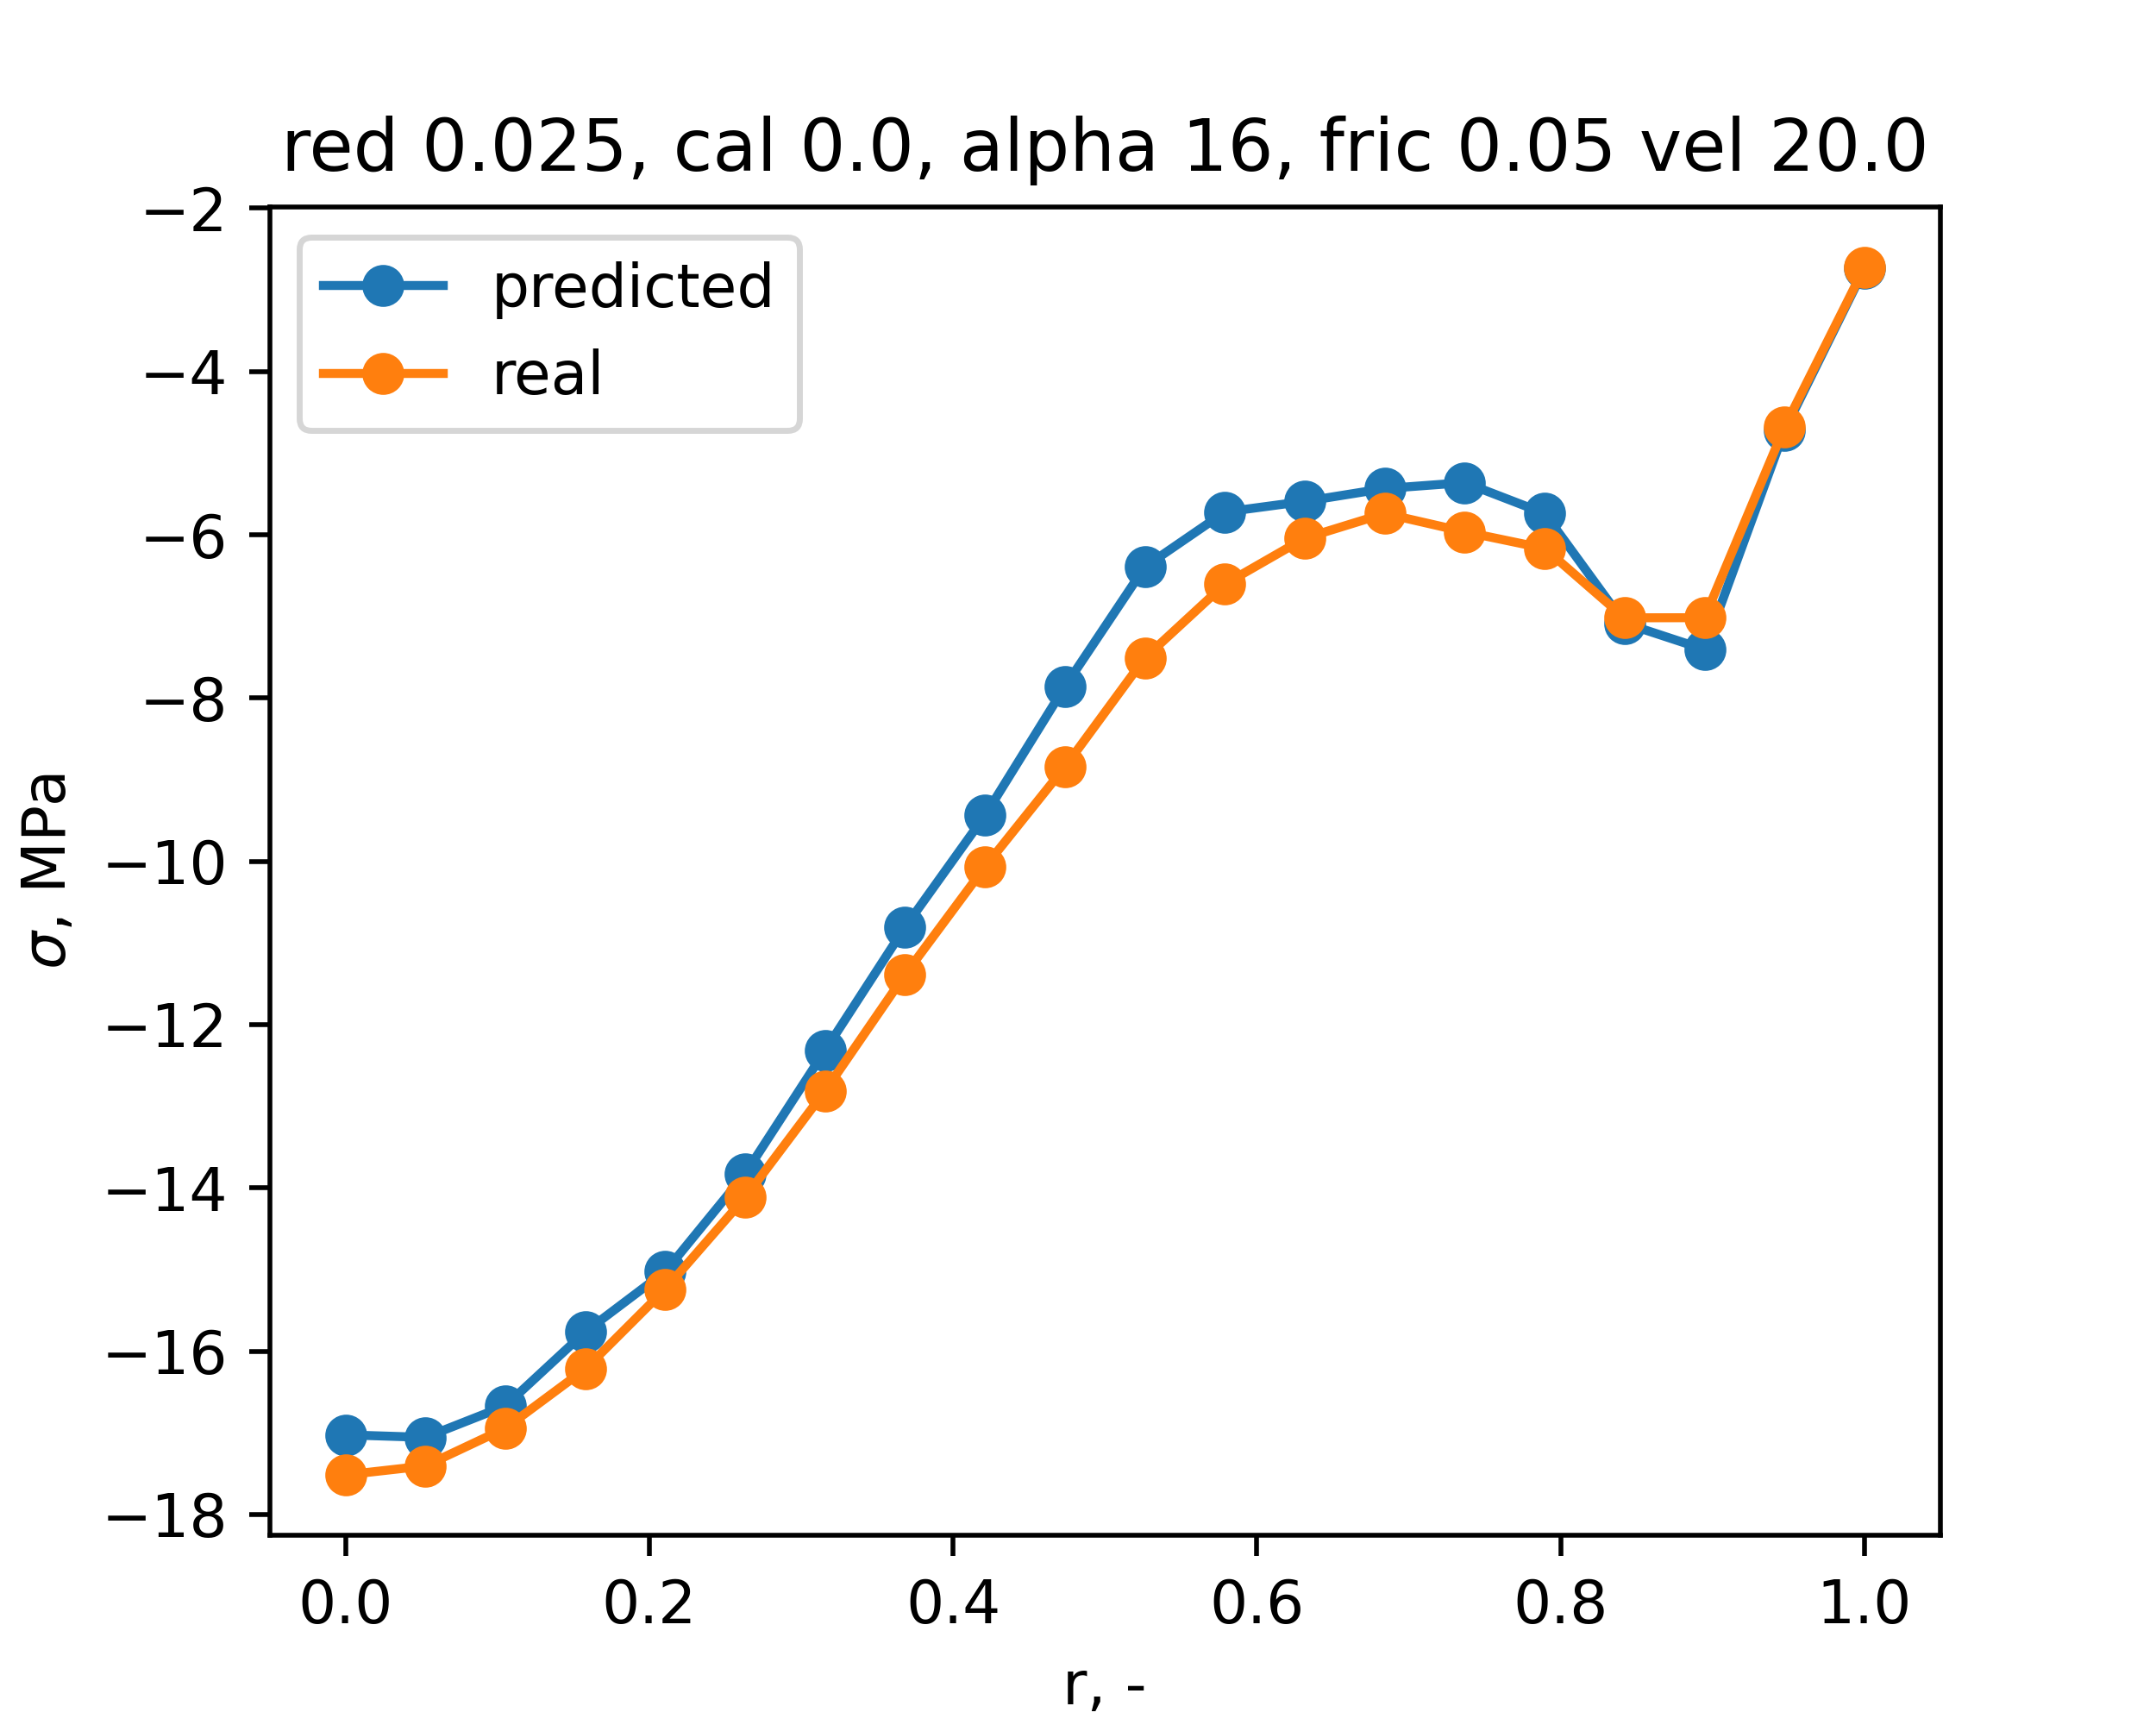 red 0.025, cal 0.0, alpha 16, fric 0.05 vel 20.0
predicted
real
−2
−4
−6
−8
−10
−12
−14
−16
−18
σ, MPa
0.0 0.2 0.4 0.6 0.8 1.0
r, -